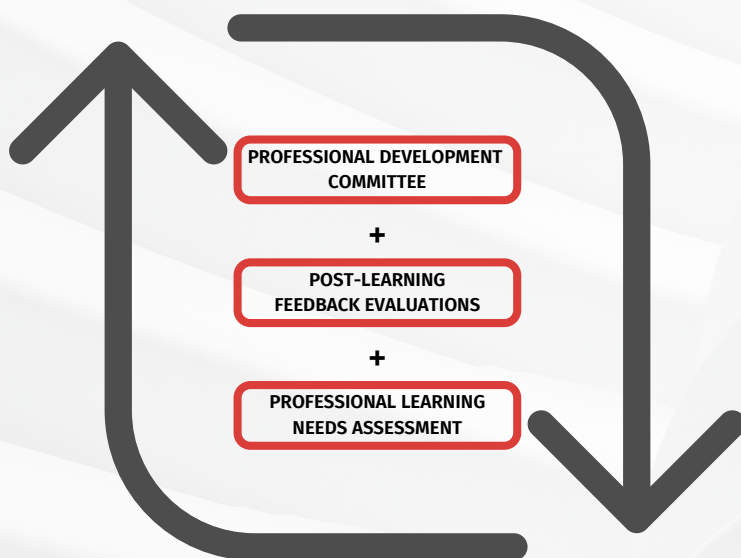 PROFESSIONAL DEVELOPMENT
COMMITTEE
+
POST-LEARNING
FEEDBACK EVALUATIONS
+
PROFESSIONAL LEARNING
NEEDS ASSESSMENT